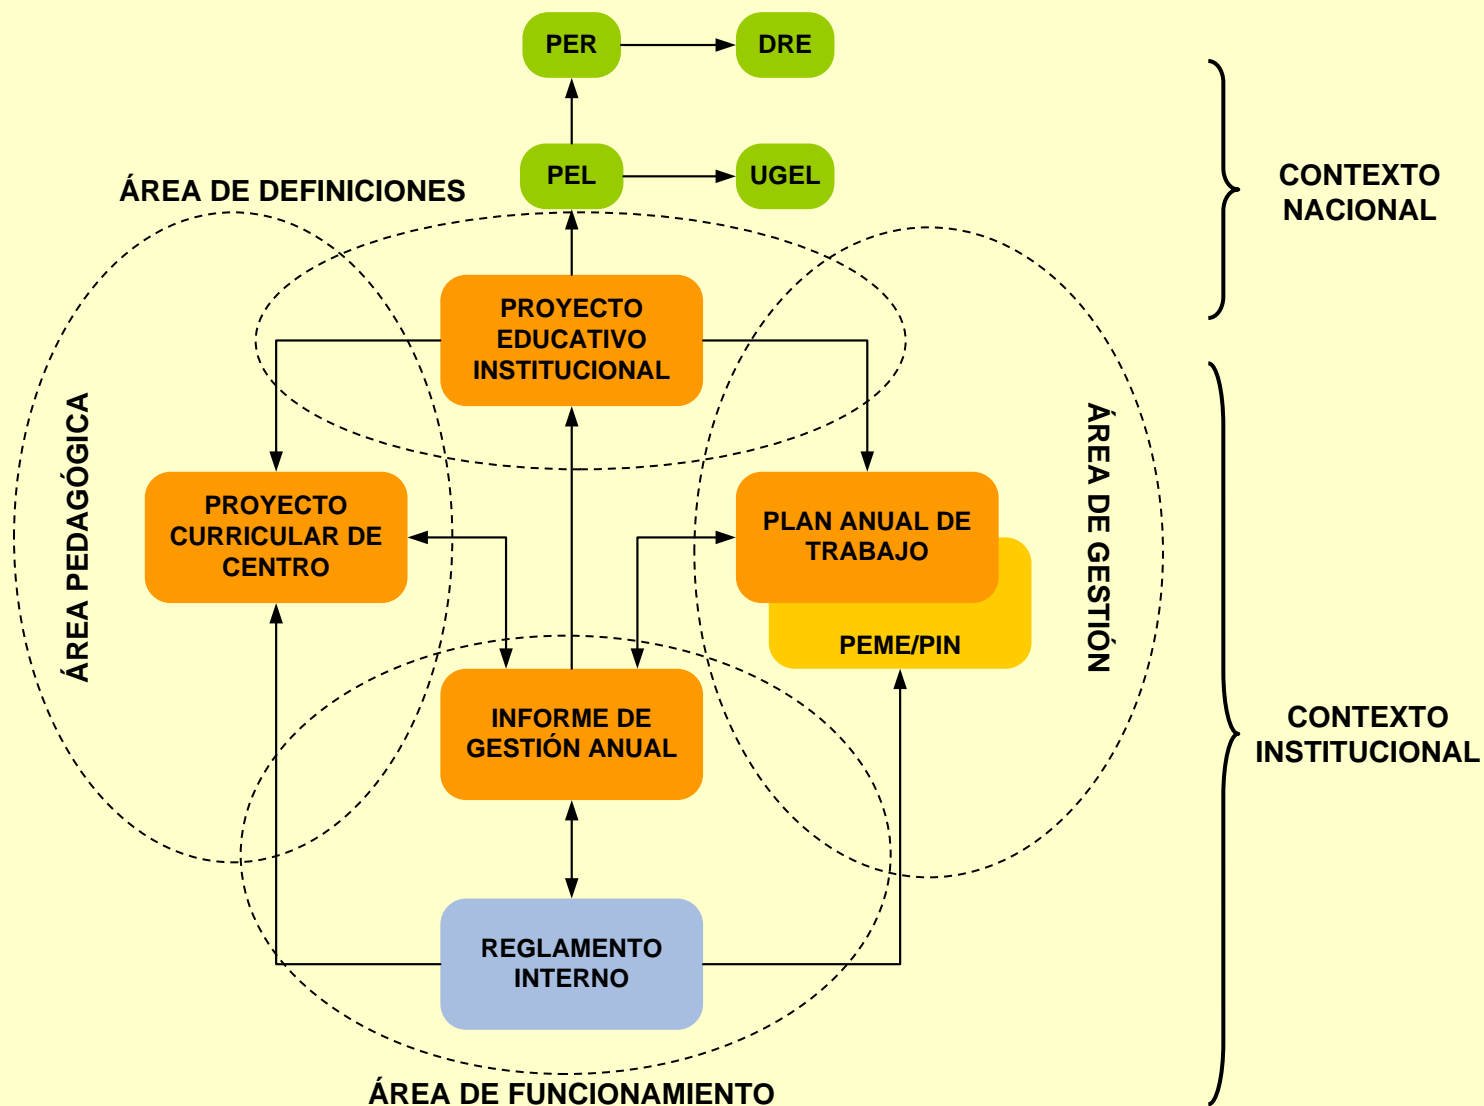 PER
DRE
PEL
UGEL
ÁREA DE DEFINICIONES
CONTEXTO
NACIONAL
PROYECTO
EDUCATIVO
INSTITUCIONAL
ÁREA PEDAGÓGICA
PROYECTO
CURRICULAR DE
CENTRO
PLAN ANUAL DE
TRABAJO
PEME/PIN
ÁREA DE GESTIÓN
INFORME DE
GESTIÓN ANUAL
CONTEXTO
INSTITUCIONAL
REGLAMENTO
INTERNO
ÁREA DE FUNCIONAMIENTO